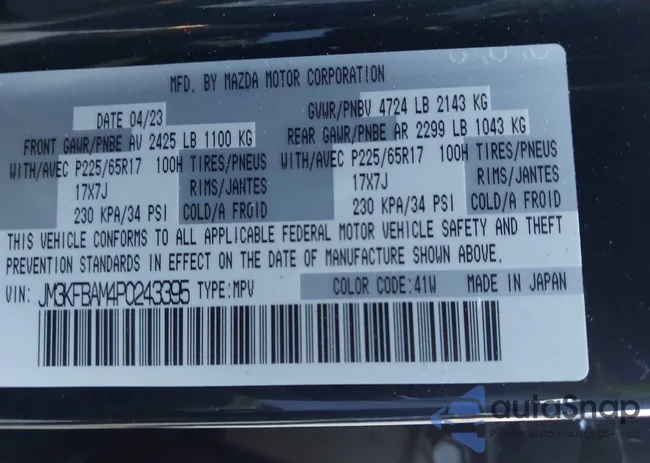 MFD. BY MAZDA MOTOR CORPORATION
DATE 04/23
GVWR/PNBV 4724 LB 2143 KG
FRONT GAWR/PNBE AV 2425 LB 1100 KG
REAR GAWR/PNBE AR 2299 LB 1043 KG
WITH/AVEC P225/65R17 100H TIRES/PNEUS
WITH/AVEC P225/65R17 100H TIRES/PNEUS
17X7J RIMS/JANTES
17X7J RIMS/JANTES
230 KPA/34 PSI COLD/A FROID
230 KPA/34 PSI COLD/A FROID
THIS VEHICLE CONFORMS TO ALL APPLICABLE FEDERAL MOTOR VEHICLE SAFETY AND THEFT
PREVENTION STANDARDS IN EFFECT ON THE DATE OF MANUFACTURE SHOWN ABOVE.
VIN: JM3KFBAM4P0243395 TYPE:MPV COLOR CODE:41W MADE IN JAPAN
autoSnap